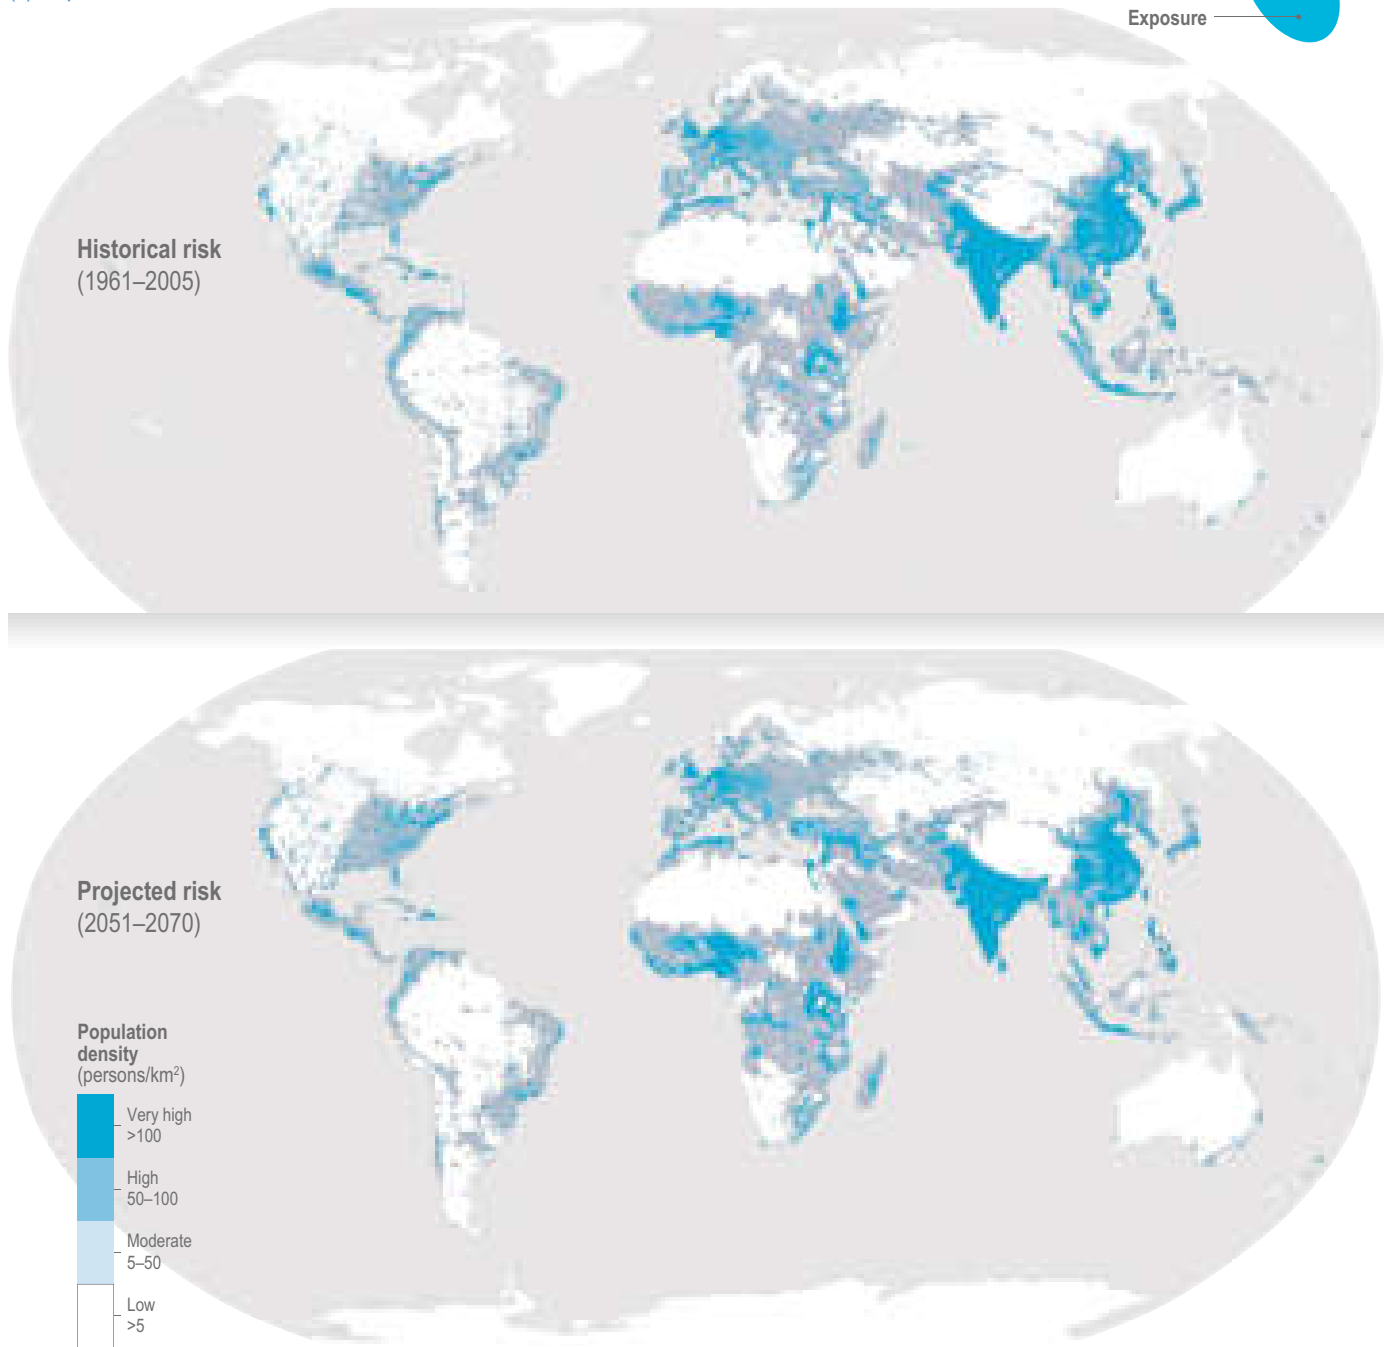 Exposure
Historical risk
(1961–2005)
Projected risk
(2051–2070)
Population
density
(persons/km²)
Very high
>100
High
50–100
Moderate
5–50
Low
>5